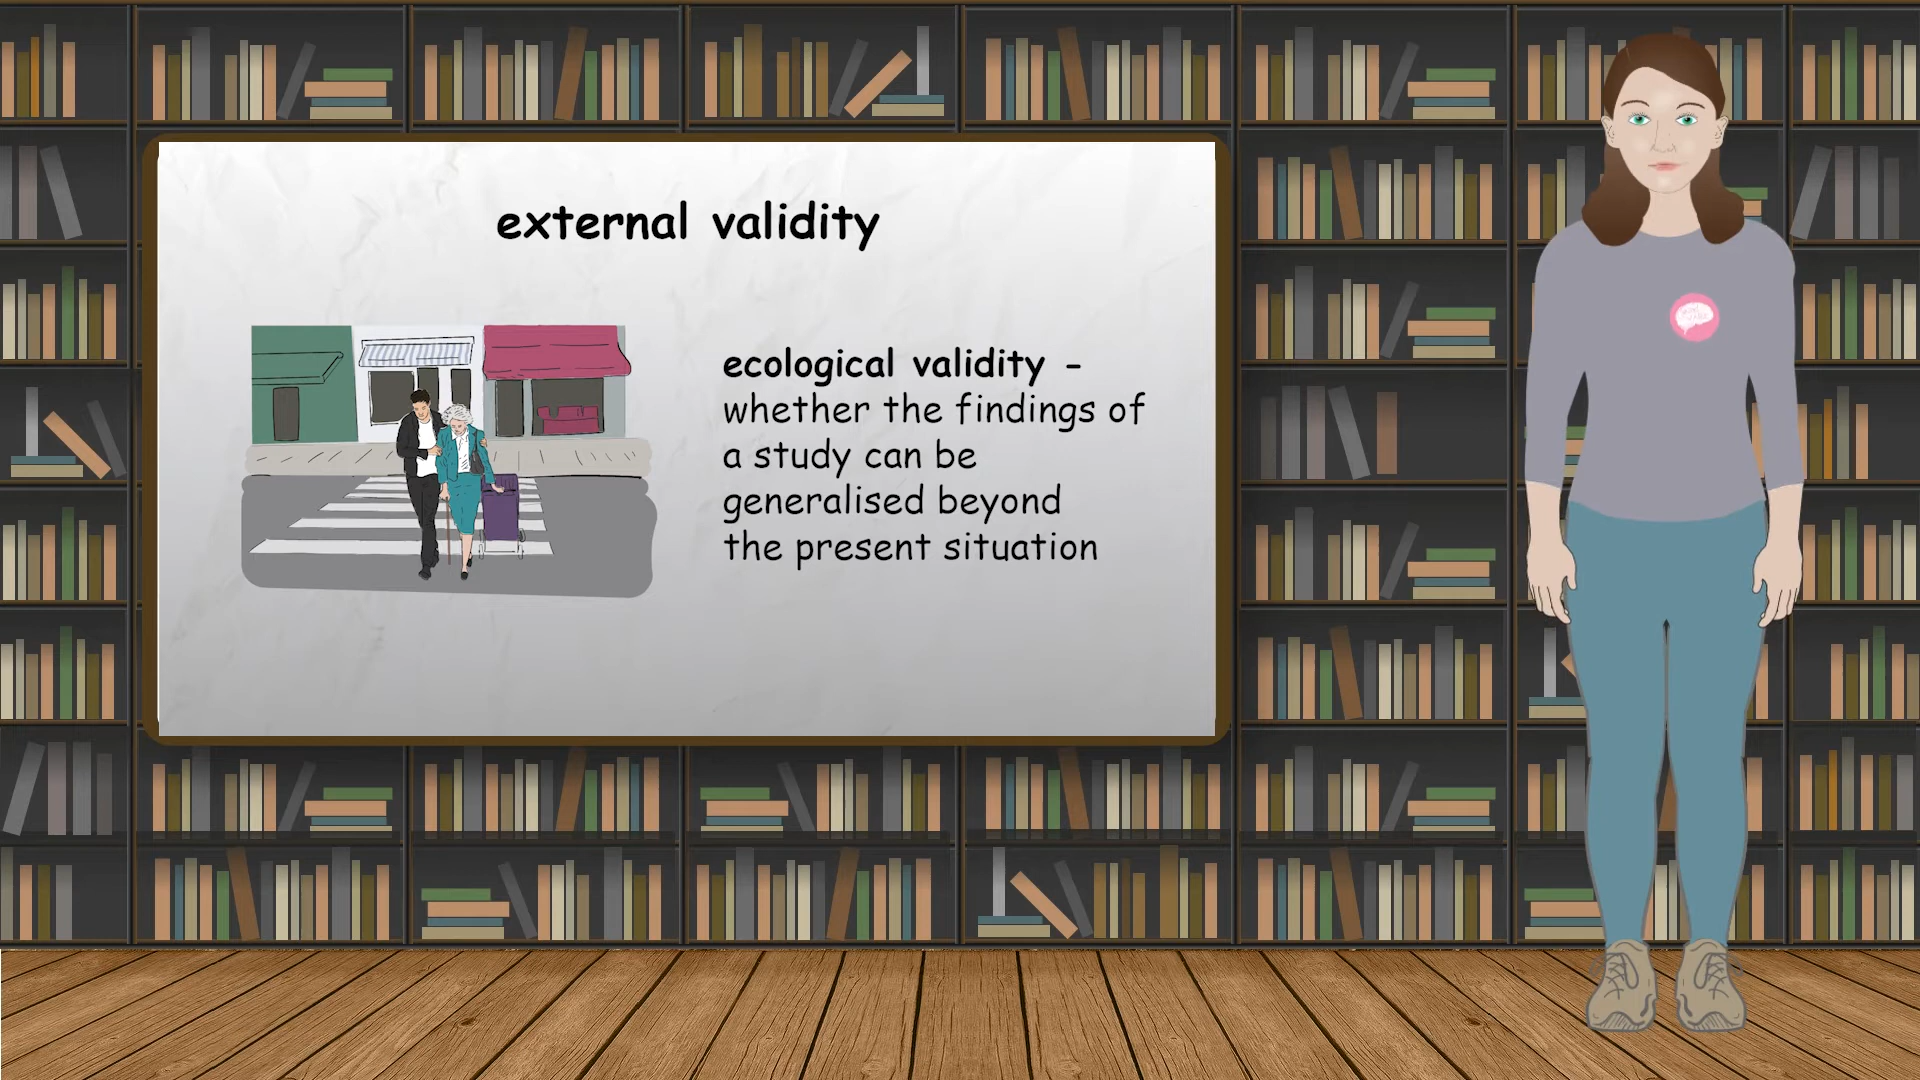 external validity
ecological validity -
whether the findings of
a study can be
generalised beyond
the present situation